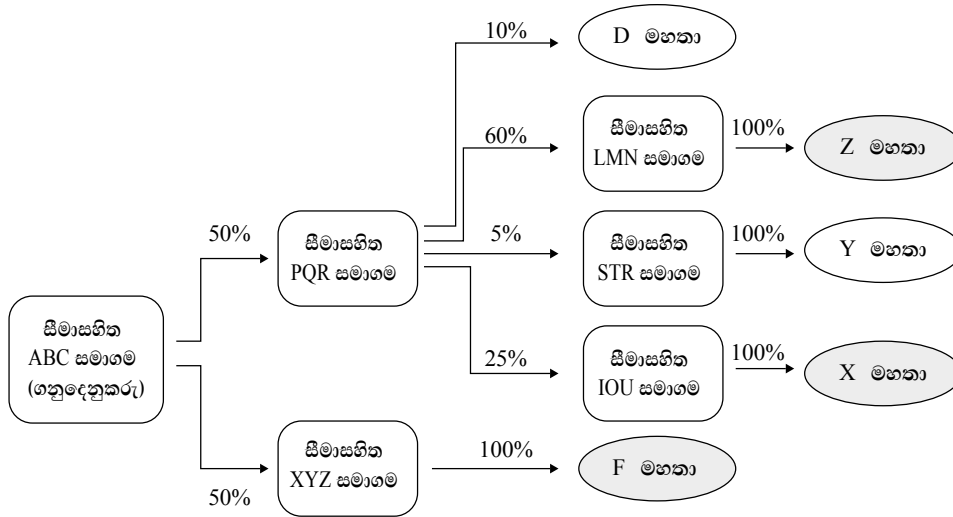 10%
D මහතා
60%
සීමාසහිත
LMN සමාගම
100%
Z මහතා
50%
සීමාසහිත
PQR සමාගම
5%
සීමාසහිත
STR සමාගම
100%
Y මහතා
සීමාසහිත
ABC සමාගම
(ගනුදෙනුකරු)
25%
සීමාසහිත
IOU සමාගම
100%
X මහතා
50%
සීමාසහිත
XYZ සමාගම
100%
F මහතා